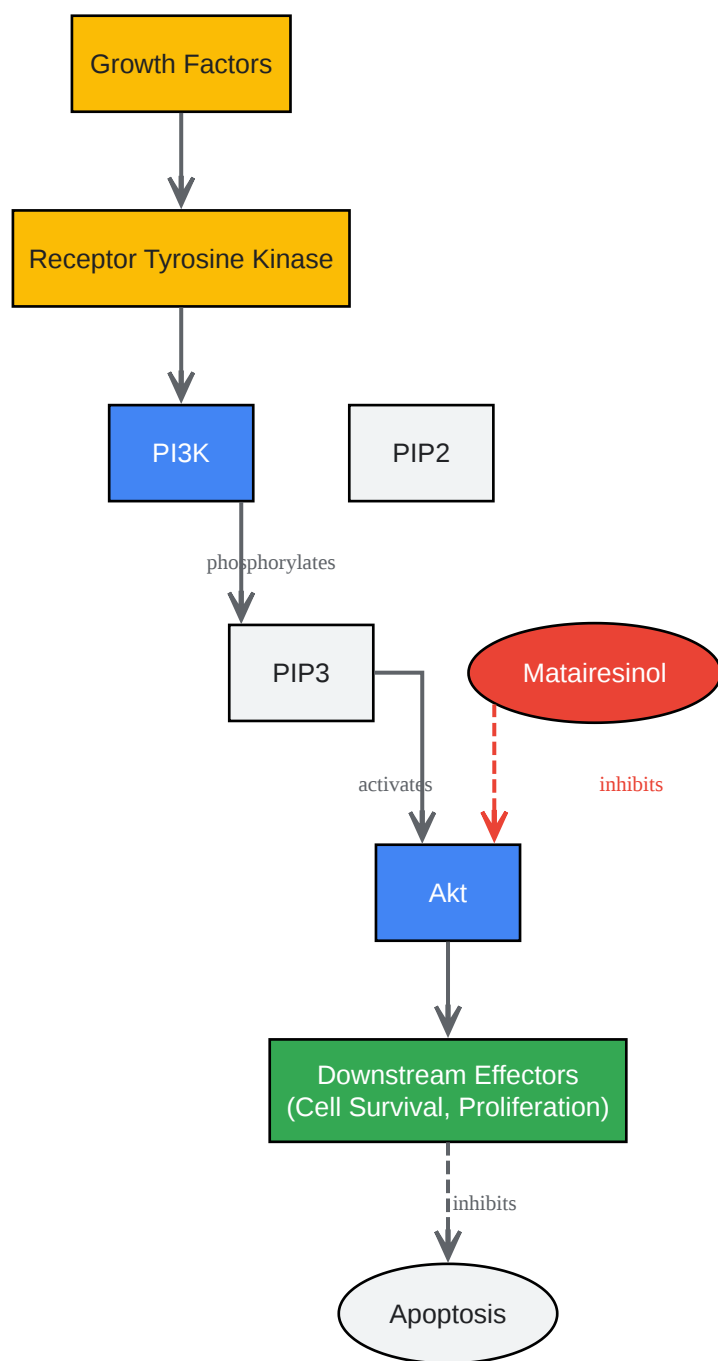 Growth Factors
Receptor Tyrosine Kinase
PI3K
PIP2
phosphorylates
PIP3
Matairesinol
activates
inhibits
Akt
Downstream Effectors
(Cell Survival, Proliferation)
inhibits
Apoptosis